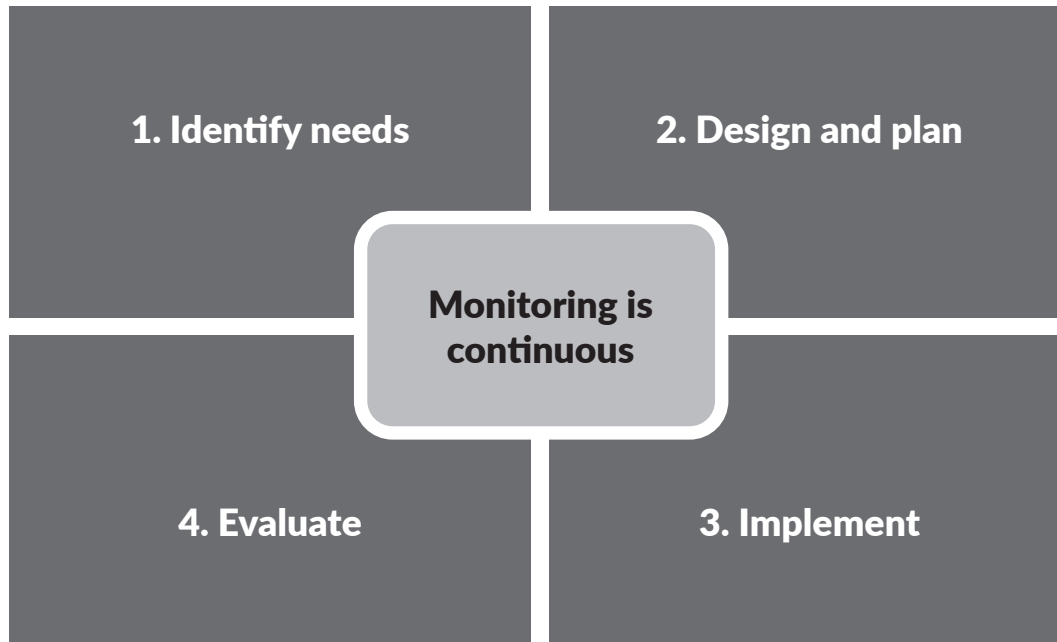 1. Identify needs
2. Design and plan
Monitoring is
continuous
4. Evaluate
3. Implement